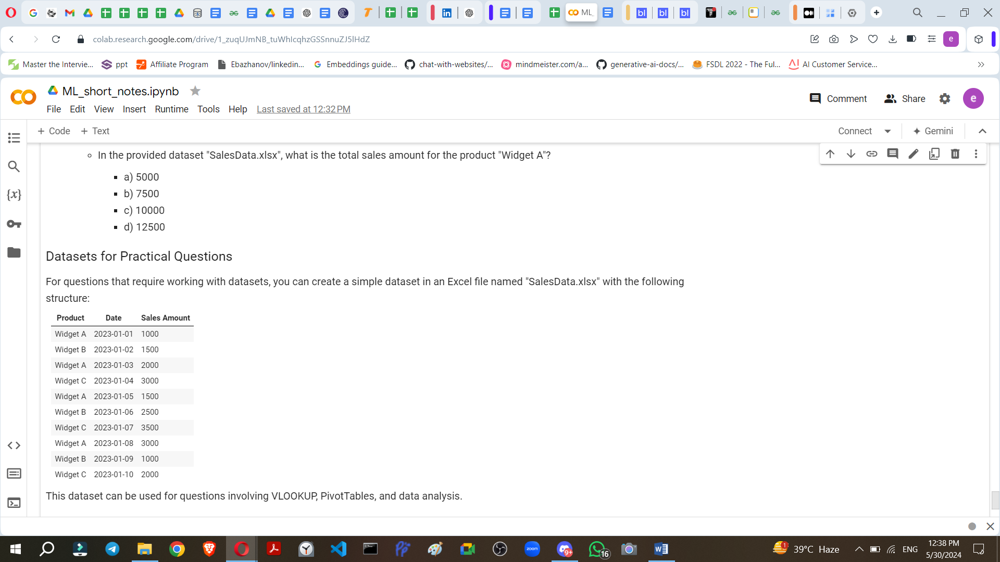 ML_
colab.research.google.com/drive/1_zuqUJmNB_tuWhIcqhzGSSnnuZJ5lHdZ
e
Master the Intervie...
ppt
Affiliate Program
Ebazhanov/linkedin...
Embeddings guide...
chat-with-websites/...
mindmeister.com/a...
generative-ai-docs/...
FSDL 2022 - The Ful...
AI Customer Service...
ML_short_notes.ipynb
Comment
Share
e
File Edit View Insert Runtime Tools Help Last saved at 12:32 PM
+ Code + Text
Connect
Gemini
In the provided dataset "SalesData.xlsx", what is the total sales amount for the product "Widget A"?
a) 5000
b) 7500
c) 10000
d) 12500
Datasets for Practical Questions
For questions that require working with datasets, you can create a simple dataset in an Excel file named "SalesData.xlsx" with the following
structure:
Product Date Sales Amount
Widget A 2023-01-01 1000
Widget B 2023-01-02 1500
Widget A 2023-01-03 2000
Widget C 2023-01-04 3000
Widget A 2023-01-05 1500
Widget B 2023-01-06 2500
Widget C 2023-01-07 3500
Widget A 2023-01-08 3000
Widget B 2023-01-09 1000
Widget C 2023-01-10 2000
This dataset can be used for questions involving VLOOKUP, PivotTables, and data analysis.
zoom
9+
16
1
39°C Haze
ENG
12:38 PM
5/30/2024